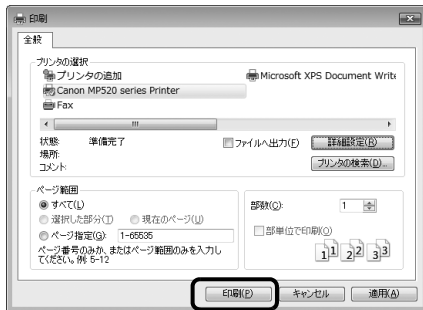 印刷
全般
プリンタの選択
プリンタの追加
Microsoft XPS Document Write
Canon MP520 series Printer
Fax
状態: 準備完了
ファイルへ出力(F)
詳細設定(R)
場所:
コメント:
プリンタの検索(D)...
ページ範囲
すべて(L)
選択した部分(T)
現在のページ(U)
ページ指定(G): 1-65535
ページ番号のみか、またはページ範囲のみを入力し
てください。例: 5-12
部数(C): 1
部単位で印刷(O)
11 22 33
印刷(P)
キャンセル
適用(A)